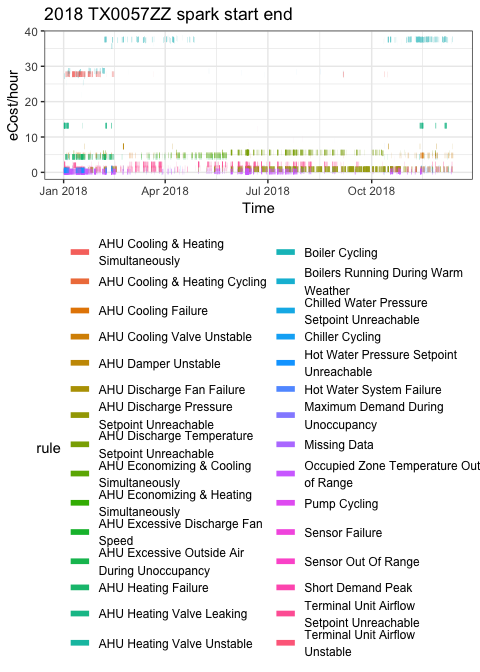 2018 TX0057ZZ spark start end
eCost/hour
40
30
20
10
0
Jan 2018
Apr 2018
Jul 2018
Oct 2018
Time
rule
AHU Cooling & Heating
Simultaneously
AHU Cooling & Heating Cycling
AHU Cooling Failure
AHU Cooling Valve Unstable
AHU Damper Unstable
AHU Discharge Fan Failure
AHU Discharge Pressure
Setpoint Unreachable
AHU Discharge Temperature
Setpoint Unreachable
AHU Economizing & Cooling
Simultaneously
AHU Economizing & Heating
Simultaneously
AHU Excessive Discharge Fan
Speed
AHU Excessive Outside Air
During Unoccupancy
AHU Heating Failure
AHU Heating Valve Leaking
AHU Heating Valve Unstable
Boiler Cycling
Boilers Running During Warm
Weather
Chilled Water Pressure
Setpoint Unreachable
Chiller Cycling
Hot Water Pressure Setpoint
Unreachable
Hot Water System Failure
Maximum Demand During
Unoccupancy
Missing Data
Occupied Zone Temperature Out
of Range
Pump Cycling
Sensor Failure
Sensor Out Of Range
Short Demand Peak
Terminal Unit Airflow
Setpoint Unreachable
Terminal Unit Airflow
Unstable